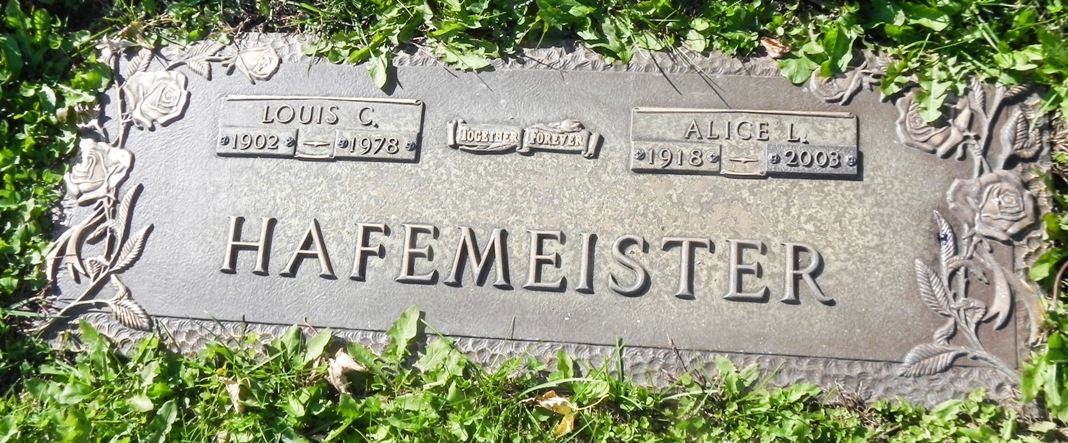 LOUIS C.
1902 1978
TOGETHER FOREVER
ALICE L.
1918 2003
HAFEMEISTER